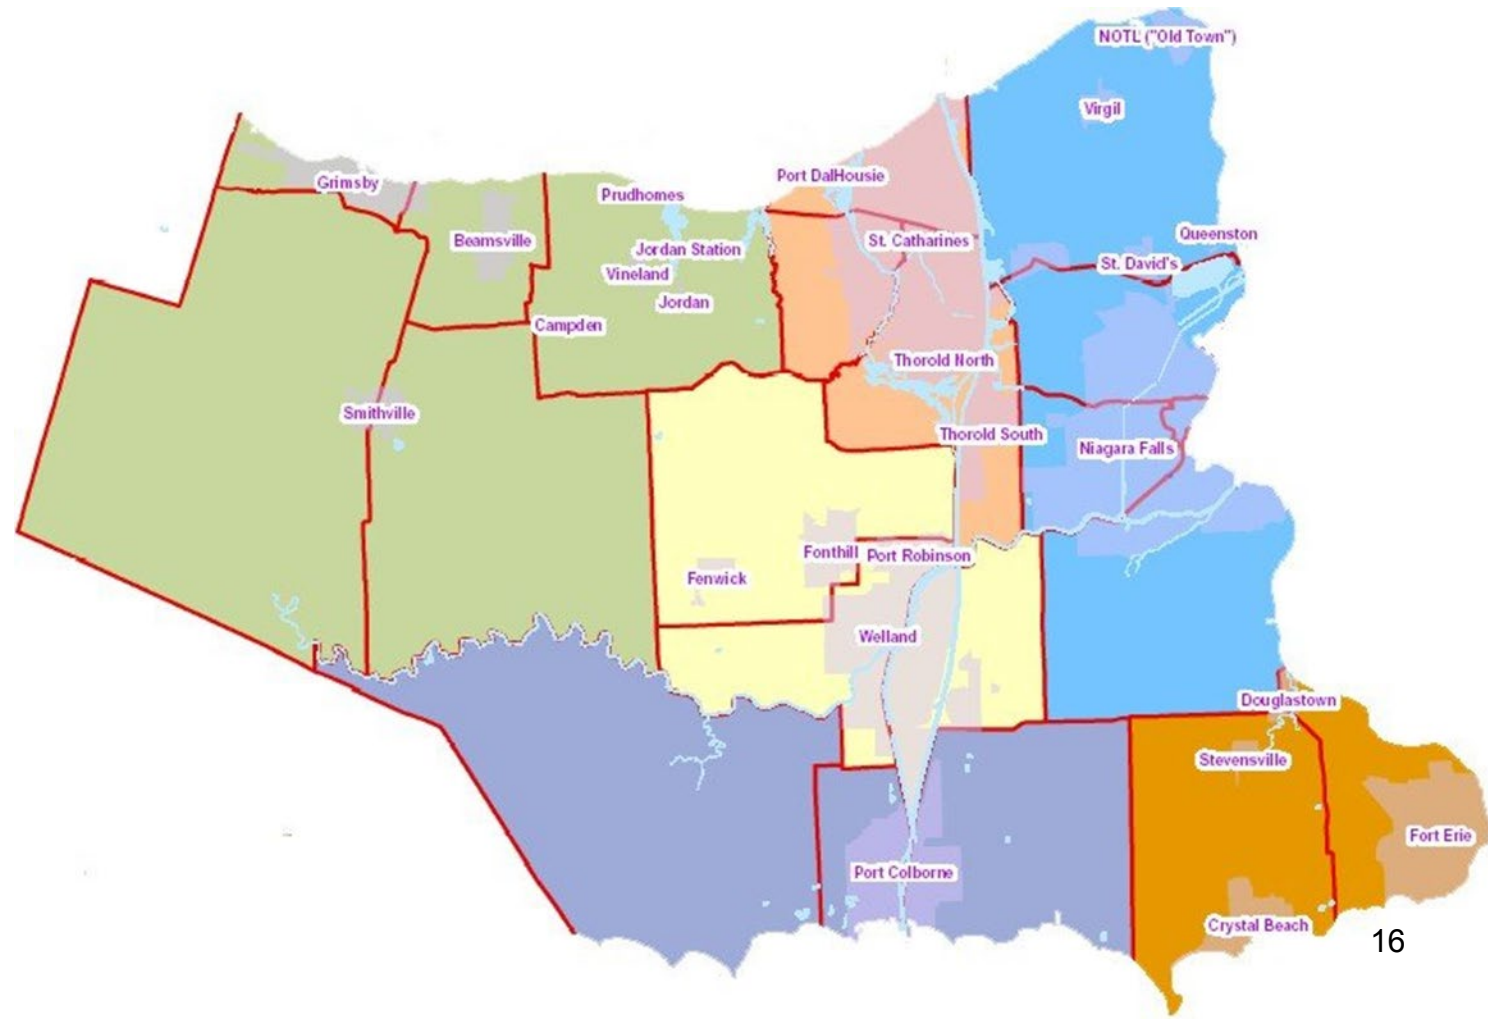 NOTL ("Old Town")
Virgil
Port DalHousie
Grimsby
Prudhomes
Queenston
Beamsville
St. Catharines
Jordan Station
St. David's
Vineland
Jordan
Campden
Thorold North
Smithville
Thorold South
Niagara Falls
Fonthill
Port Robinson
Fenwick
Welland
Douglastown
Stevensville
Fort Erie
Port Colborne
Crystal Beach
16